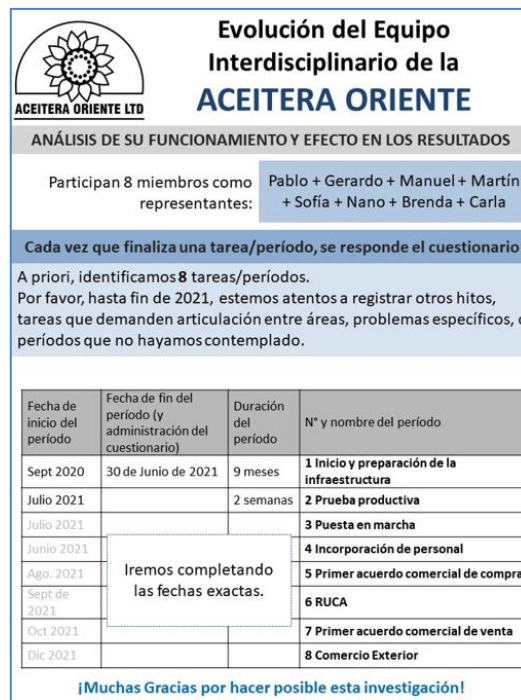 ACEITERA ORIENTE LTD
Evolución del Equipo
Interdisciplinario de la
ACEITERA ORIENTE
ANÁLISIS DE SU FUNCIONAMIENTO Y EFECTO EN LOS RESULTADOS
Participan 8 miembros como
representantes:
Pablo + Gerardo + Manuel + Martín
+ Sofía + Nano + Brenda + Carla
Cada vez que finaliza una tarea/período, se responde el cuestionario
A priori, identificamos 8 tareas/períodos.
Por favor, hasta fin de 2021, estemos atentos a registrar otros hitos,
tareas que demanden articulación entre áreas, problemas específicos,
períodos que no hayamos contemplado.
Fecha de
inicio del
período
Fecha de fin del
período (y
administración del
cuestionario)
Duración
del
período
N° y nombre del período
Sept 2020
30 de Junio de 2021
9 meses
1 Inicio y preparación de la
infraestructura
Julio 2021
2 semanas
2 Prueba productiva
Julio 2021
3 Puesta en marcha
Junio 2021
4 Incorporación de personal
Ago. 2021
5 Primer acuerdo comercial de compra
Sept de
2021
6 RUCA
Oct 2021
7 Primer acuerdo comercial de venta
Dic 2021
8 Comercio Exterior
Iremos completando
las fechas exactas.
¡Muchas Gracias por hacer posible esta investigación!